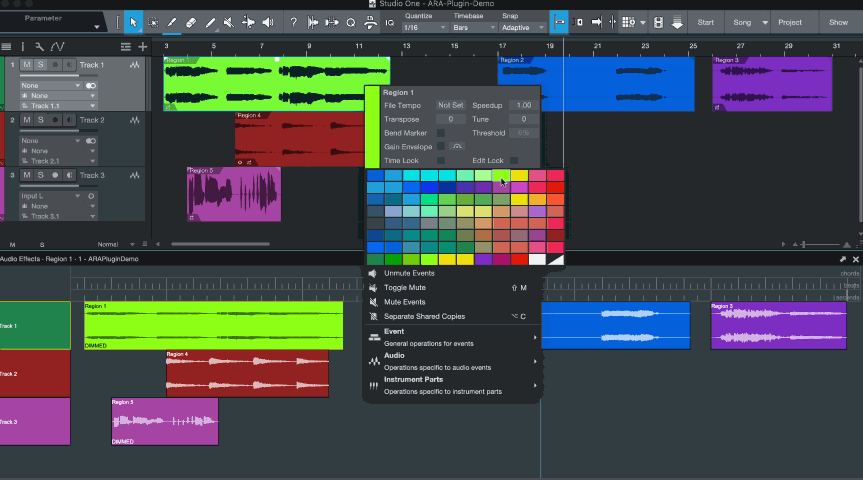 Studio One - ARA-Plugin-Demo
Parameter
Quantize
Timebase
Snap
IQ
1/16
Bars
Adaptive
Start
Song
Project
Show
3 5 7 9 11 13 15 17 19 21 23 25 27 29 31
1 M S Track 1
None
None
Track 1.1
2 M S Track 2
None
None
Track 2.1
3 M S Track 3
Input L
None
Track 3.1
M S Normal
Region 1
Region 2
Region 3
Region 4
Region 5
Region 1
File Tempo Not Set Speedup 1.00
Transpose 0 Tune 0
Bend Marker Threshold 0%
Gain Envelope
Time Lock Edit Lock
Unmute Events
Toggle Mute ⇧ M
Mute Events
Separate Shared Copies ⌥ C
Event
General operations for events
Audio
Operations specific to audio events
Instrument Parts
Operations specific to instrument parts
Audio Effects - Region 1 - 1 - ARAPluginDemo
chords
beats
seconds
Track 1
Region 1
DIMMED
Region 3
Track 2
Region 4
Track 3
Region 5
DIMMED